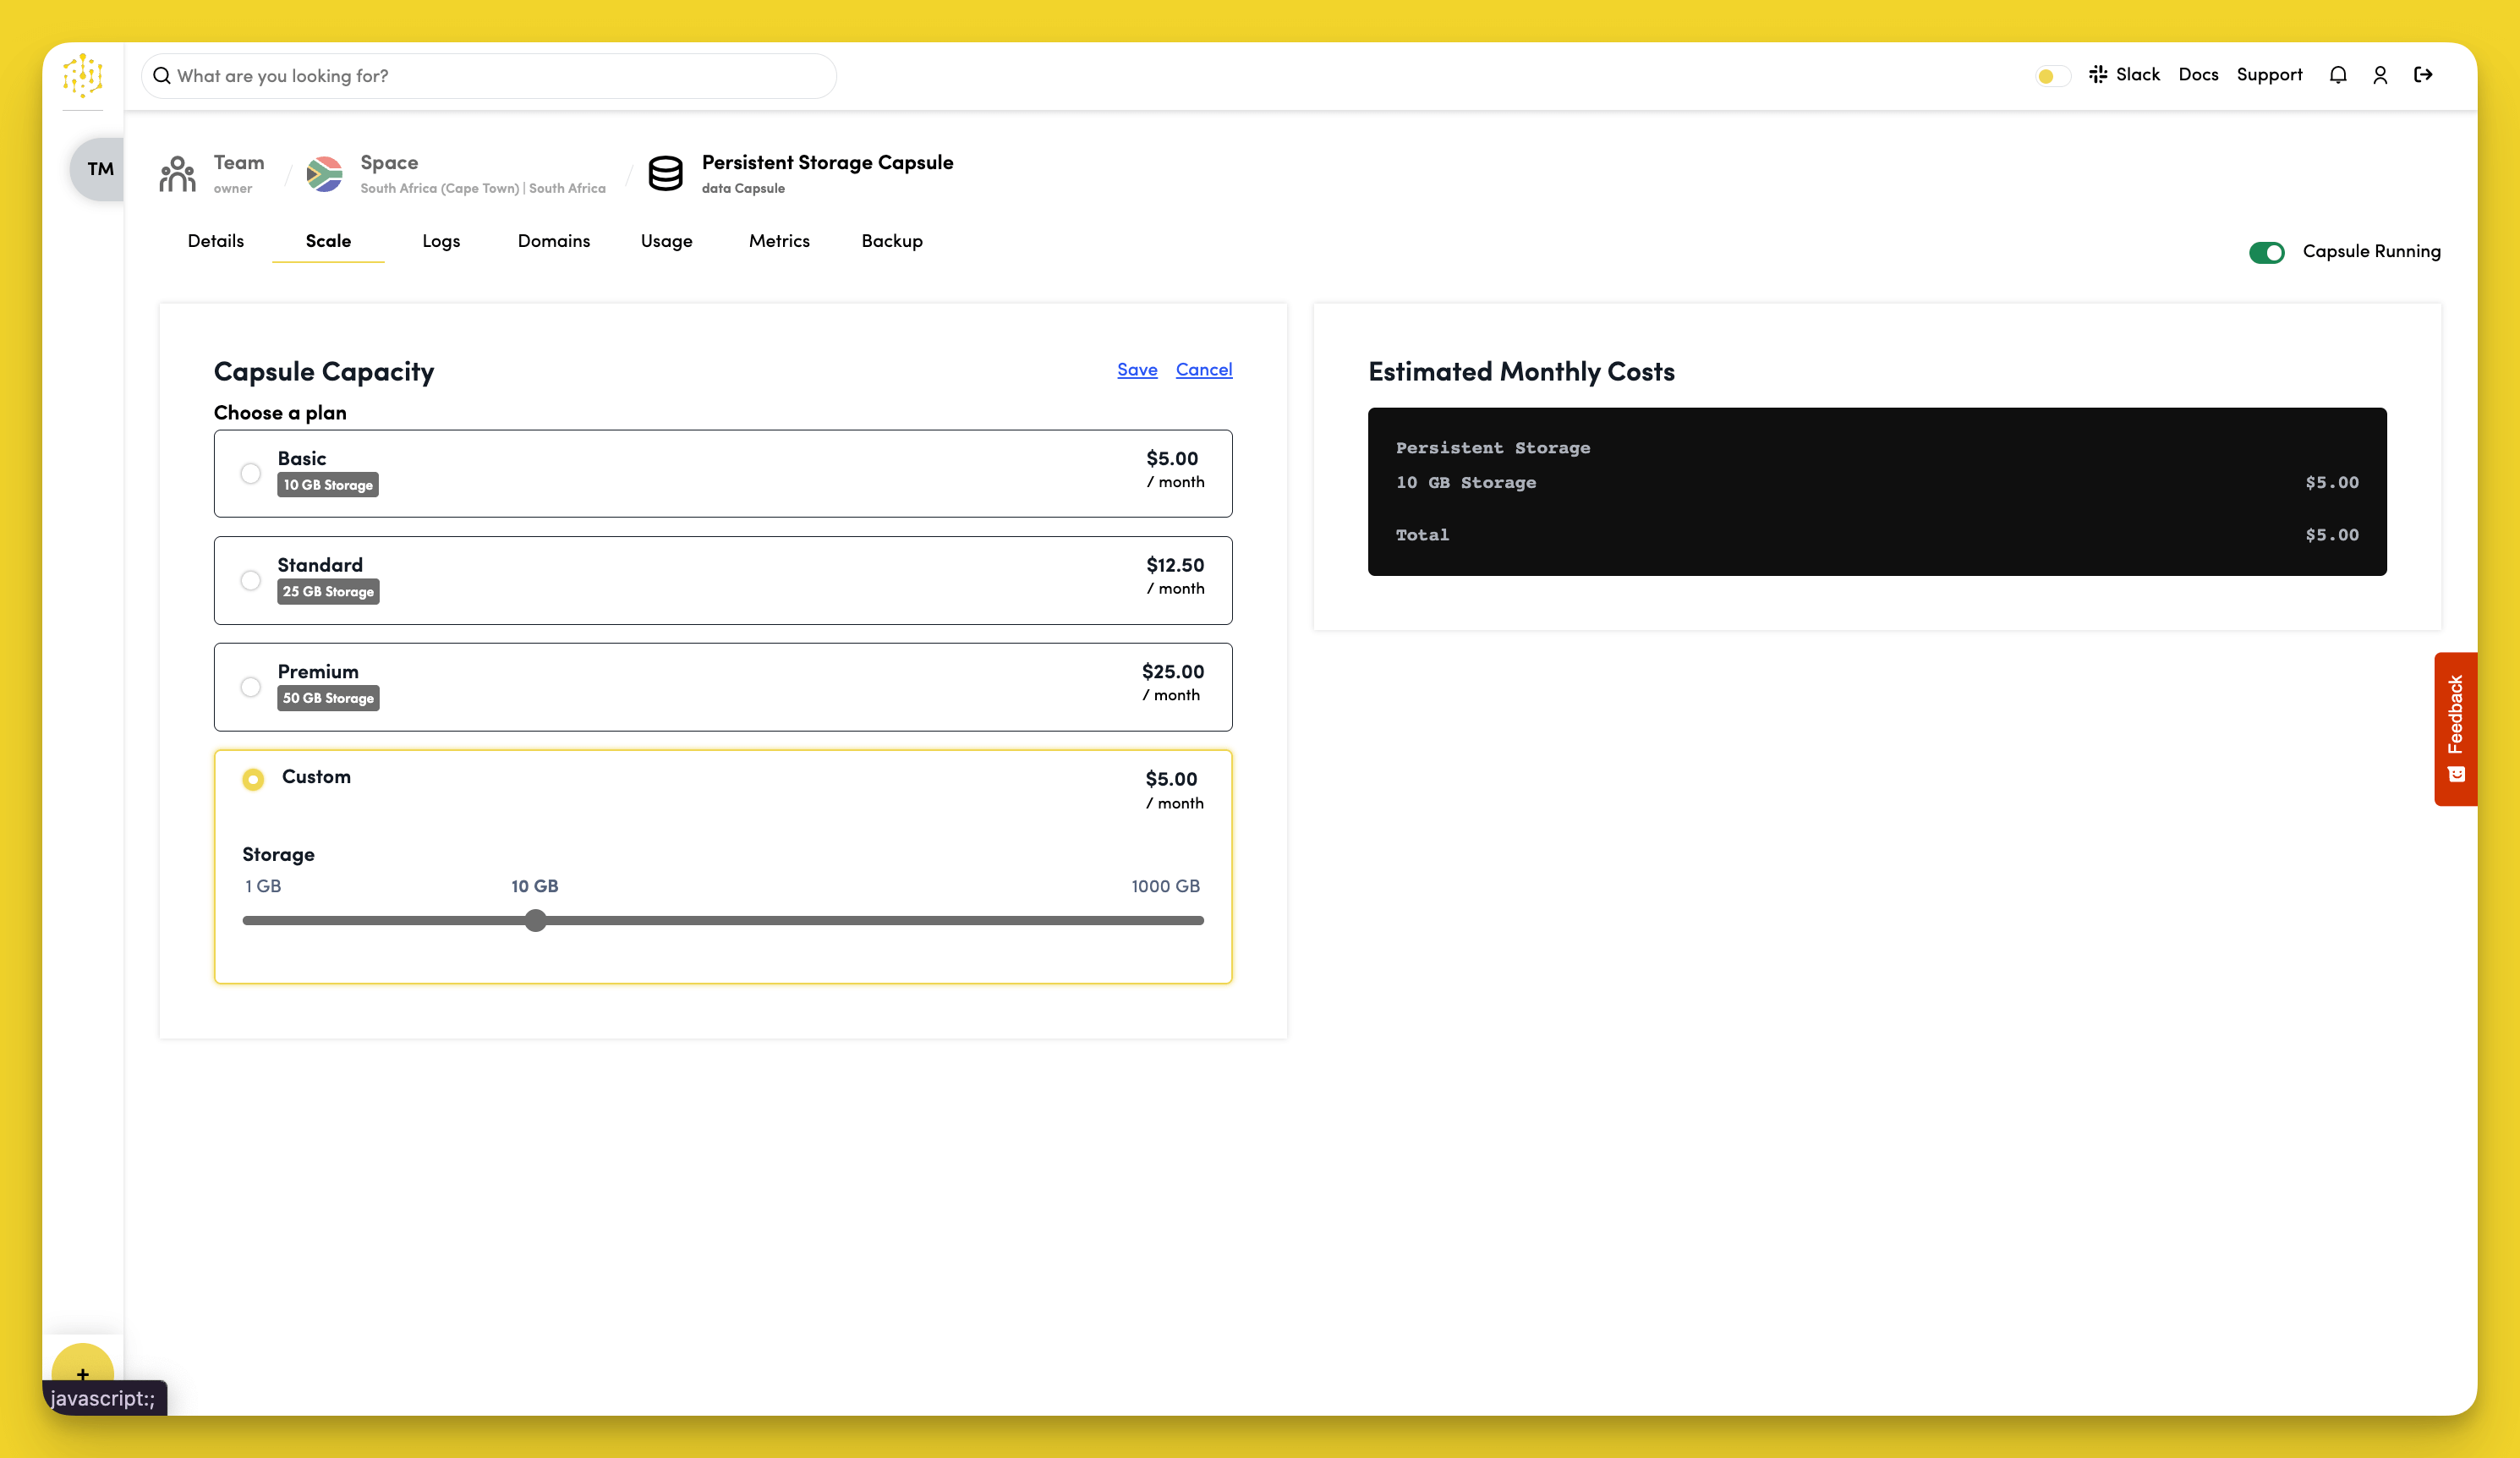 What are you looking for?
Slack Docs Support
TM
Team
owner
Space
South Africa (Cape Town) | South Africa
Persistent Storage Capsule
data Capsule
Details Scale Logs Domains Usage Metrics Backup
Capsule Running
Capsule Capacity
Save Cancel
Choose a plan
Basic
10 GB Storage
$5.00
/ month
Standard
25 GB Storage
$12.50
/ month
Premium
50 GB Storage
$25.00
/ month
Custom
$5.00
/ month
Storage
1 GB 10 GB 1000 GB
Estimated Monthly Costs
Persistent Storage
10 GB Storage $5.00
Total $5.00
Feedback
+
javascript:;